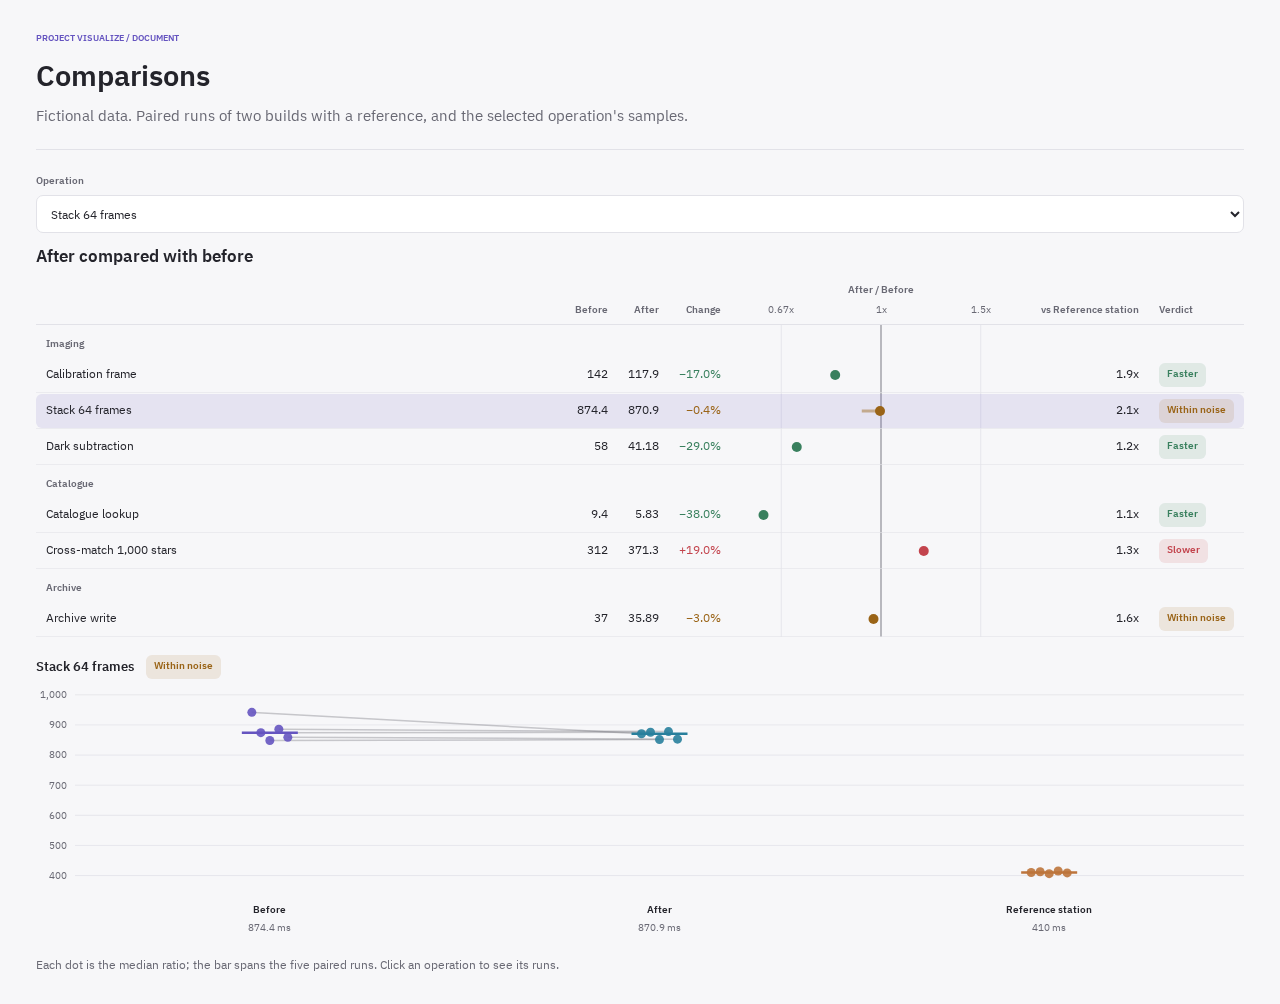 PROJECT VISUALIZE / DOCUMENT
Comparisons
Fictional data. Paired runs of two builds with a reference, and the selected operation's samples.
Operation
Stack 64 frames
After compared with before
After / Before
Before After Change 0.67x 1x 1.5x vs Reference station Verdict
Imaging
Calibration frame 142 117.9 −17.0% 1.9x Faster
Stack 64 frames 874.4 870.9 −0.4% 2.1x Within noise
Dark subtraction 58 41.18 −29.0% 1.2x Faster
Catalogue
Catalogue lookup 9.4 5.83 −38.0% 1.1x Faster
Cross-match 1,000 stars 312 371.3 +19.0% 1.3x Slower
Archive
Archive write 37 35.89 −3.0% 1.6x Within noise
Stack 64 frames Within noise
1,000
900
800
700
600
500
400
Before After Reference station
874.4 ms 870.9 ms 410 ms
Each dot is the median ratio; the bar spans the five paired runs. Click an operation to see its runs.